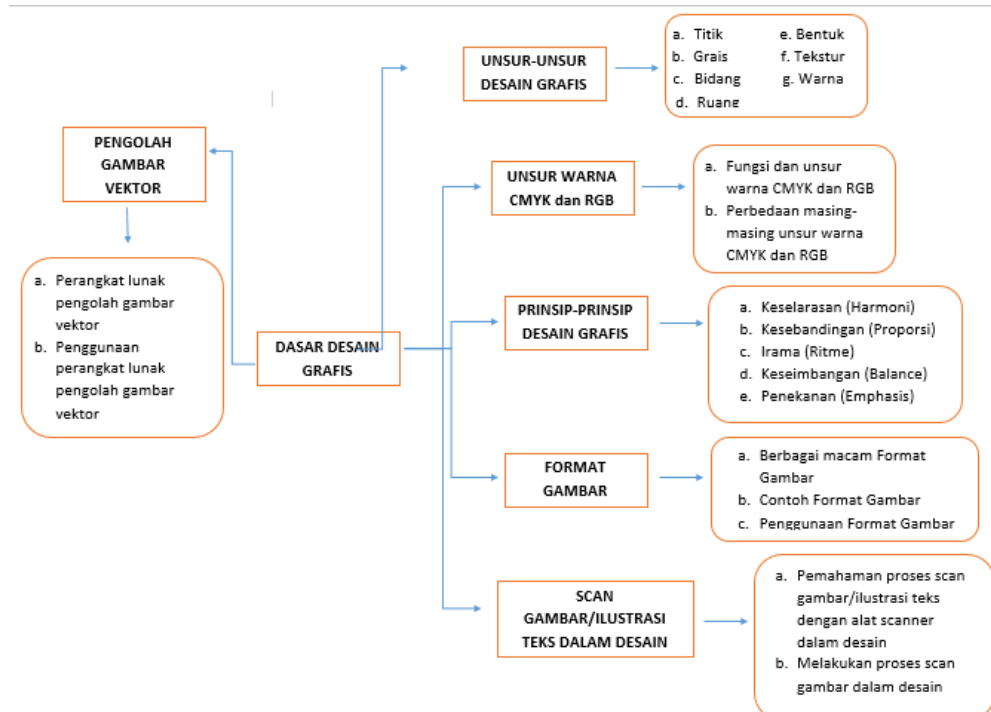 UNSUR-UNSUR
DESAIN GRAFIS
a. Titik
b. Grais
c. Bidang
d. Ruang
e. Bentuk
f. Tekstur
g. Warna
PENGOLAH
GAMBAR
VEKTOR
a. Perangkat lunak
pengolah gambar
vektor
b. Penggunaan
perangkat lunak
pengolah gambar
vektor
DASAR DESAIN
GRAFIS
UNSUR WARNA
CMYK dan RGB
a. Fungsi dan unsur
warna CMYK dan RGB
b. Perbedaan masing-
masing unsur warna
CMYK dan RGB
PRINSIP-PRINSIP
DESAIN GRAFIS
a. Keselarasan (Harmoni)
b. Kesebandingan (Proporsi)
c. Irama (Ritme)
d. Keseimbangan (Balance)
e. Penekanan (Emphasis)
FORMAT
GAMBAR
a. Berbagai macam Format
Gambar
b. Contoh Format Gambar
c. Penggunaan Format Gambar
SCAN
GAMBAR/ILUSTRASI
TEKS DALAM DESAIN
a. Pemahaman proses scan
gambar/ilustrasi teks
dengan alat scanner
dalam desain
b. Melakukan proses scan
gambar dalam desain